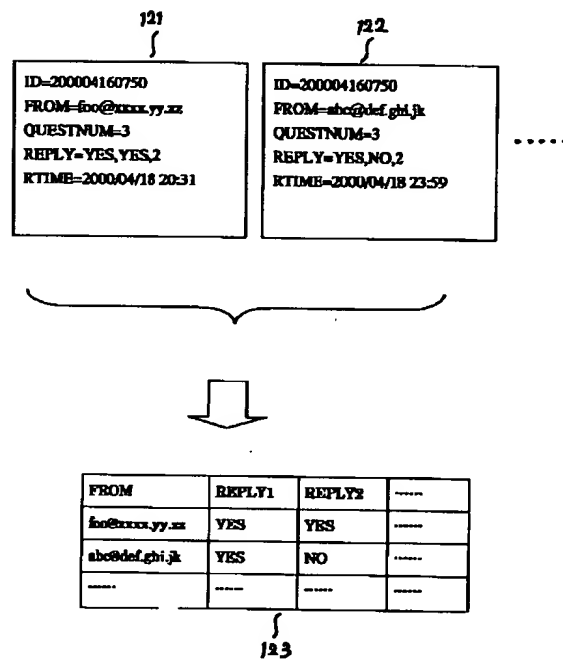 121
122
ID=200004160750
FROM=foo@xxxx.yy.zz
QUESTNUM=3
REPLY=YES,YES,2
RTIME=2000/04/18 20:31
ID=200004160750
FROM=abc@def.ghi.jk
QUESTNUM=3
REPLY=YES,NO,2
RTIME=2000/04/18 23:59
.....
FROM REPLY1 REPLY2 ------
foo@xxxx.yy.zz YES YES ------
abc@def.ghi.jk YES NO ------
------ ------ ------ ------
123